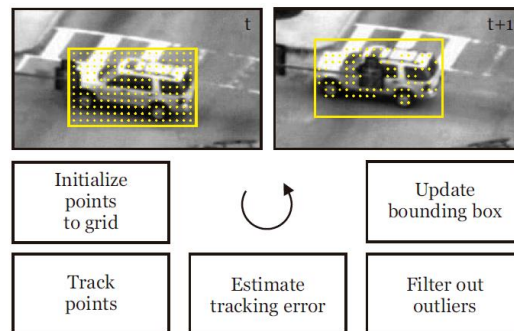 t
t+1
Initialize
points
to grid
Update
bounding box
Track
points
Estimate
tracking error
Filter out
outliers